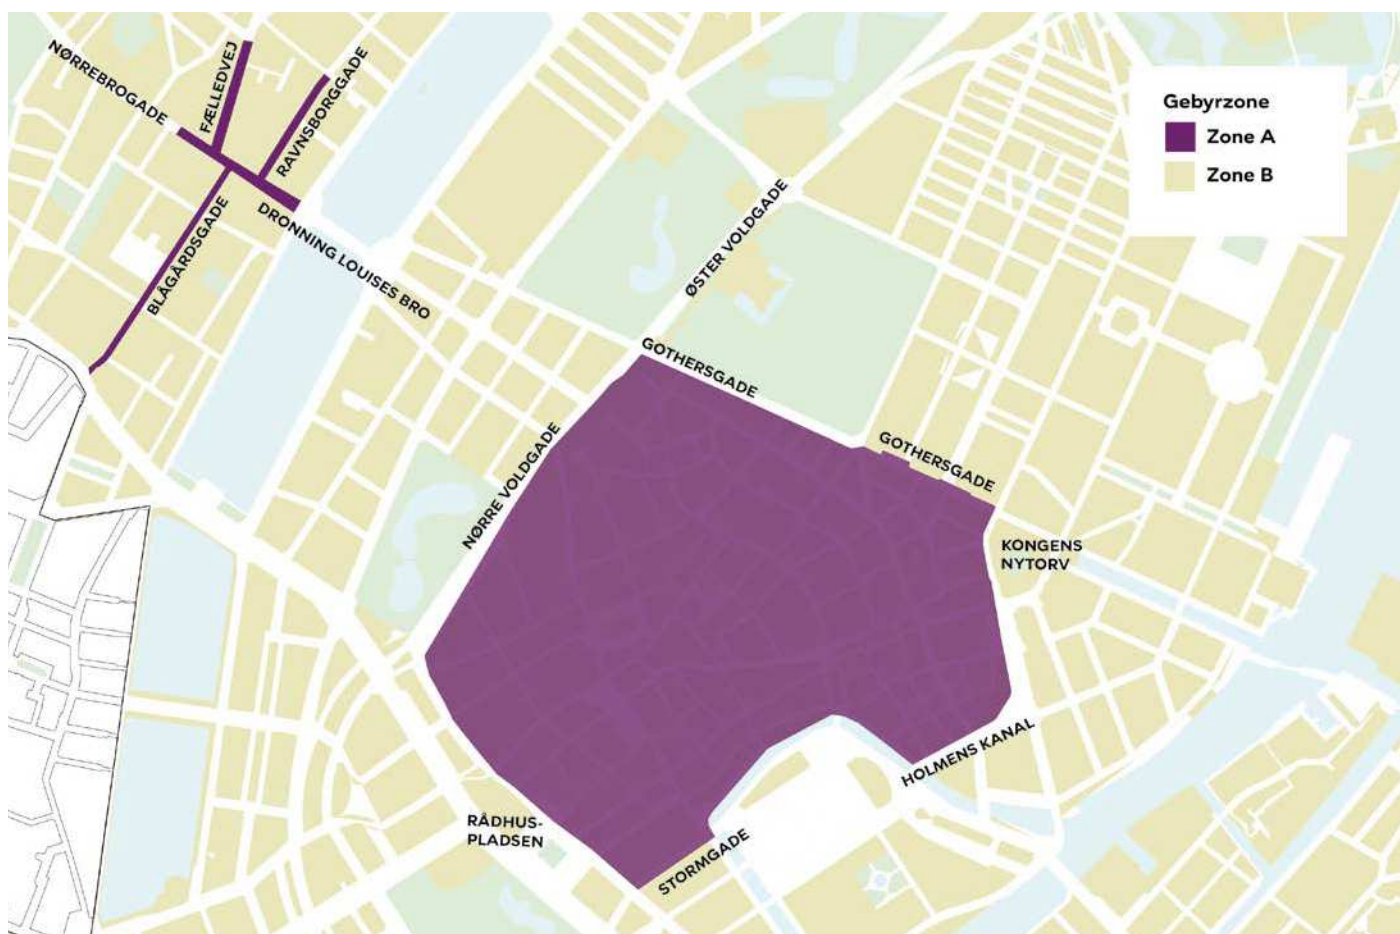 NØRREBROGADE
FÆLLEDVEJ
RAVNSBORGGADE
BLÅGÅRDSGADE
DRONNING LOUISES BRO
ØSTER VOLDGADE
Gebyrzone
Zone A
Zone B
GOTHERSGADE
GOTHERSGADE
NØRRE VOLDGADE
KONGENS
NYTORV
HOLMENS KANAL
RÅDHUS-
PLADSEN
STORMGADE